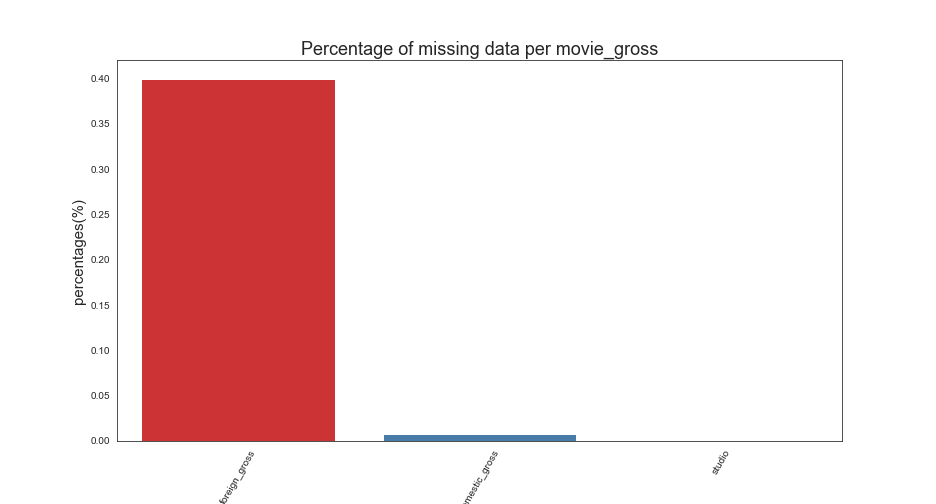 Percentage of missing data per movie_gross
percentages(%)
0.40
0.35
0.30
0.25
0.20
0.15
0.10
0.05
0.00
foreign_gross
mestic_gross
studio